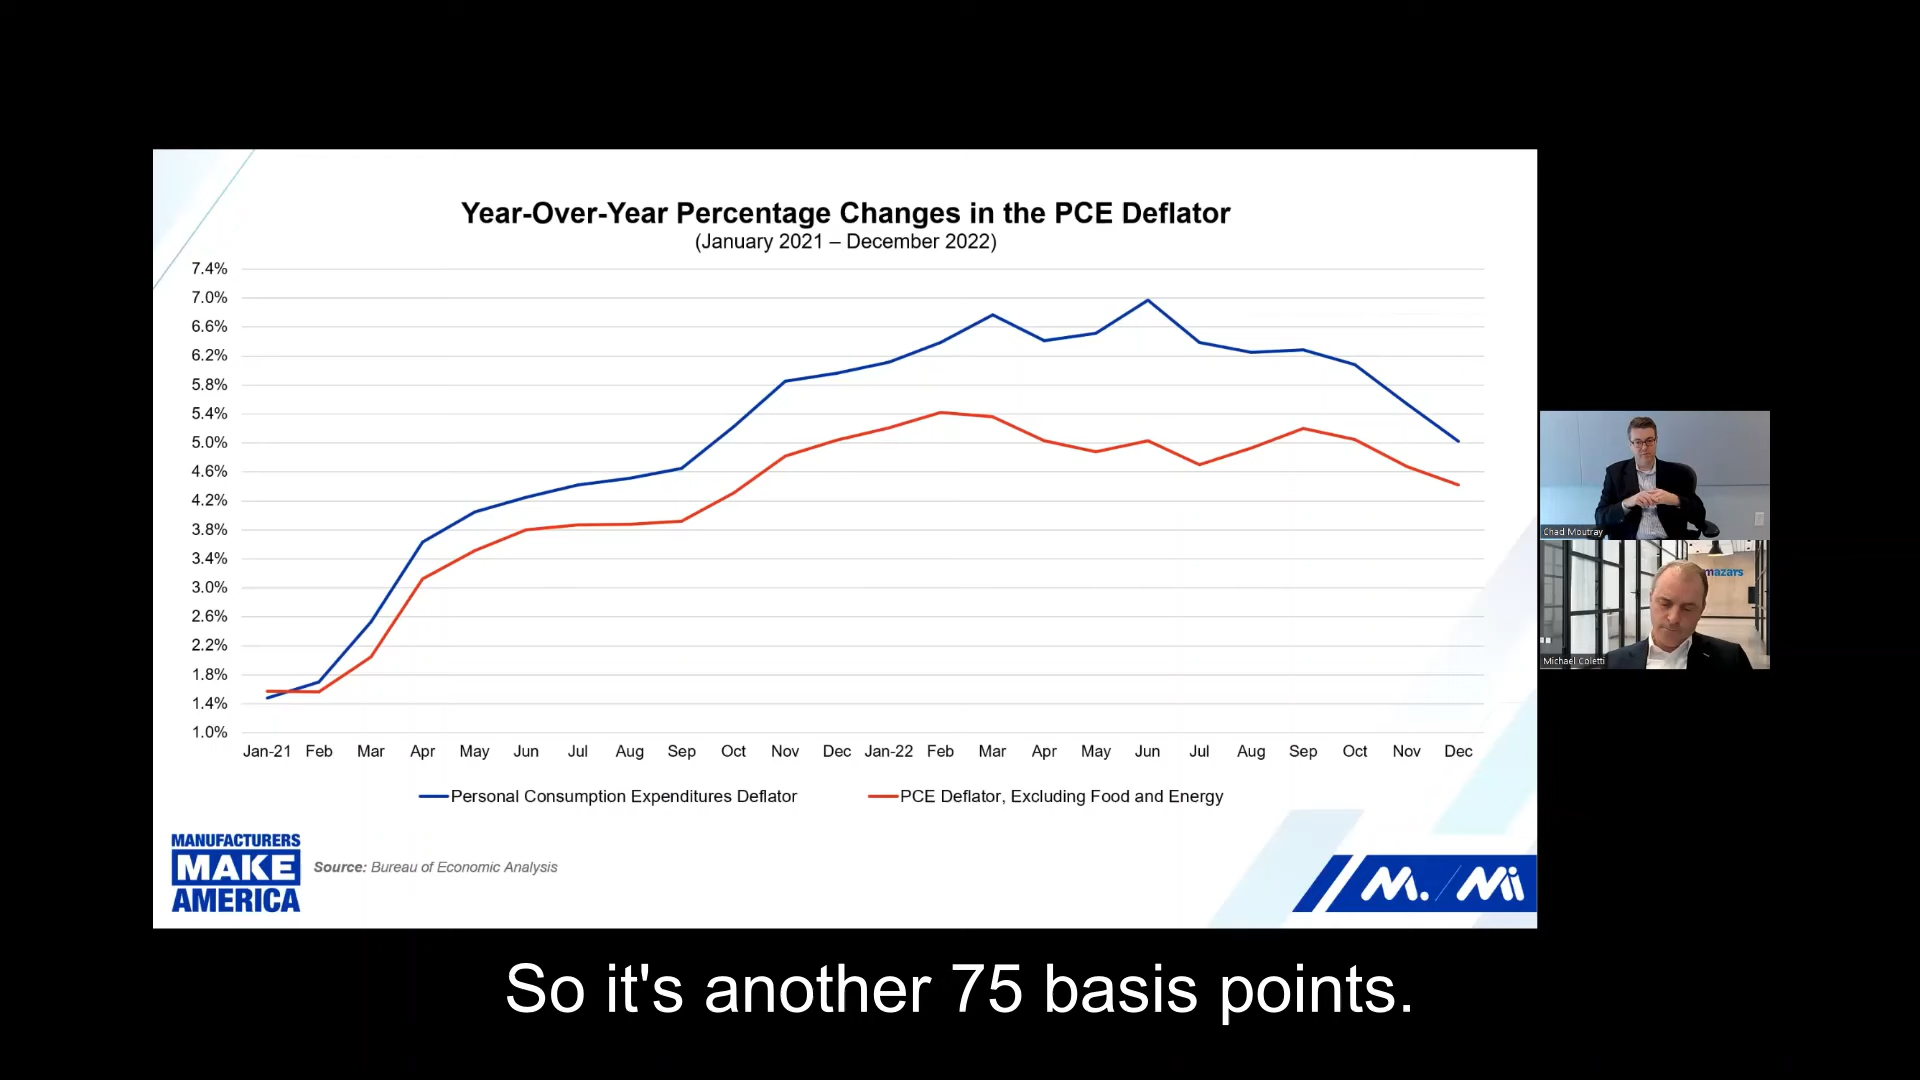 Year-Over-Year Percentage Changes in the PCE Deflator
(January 2021 – December 2022)
7.4%
7.0%
6.6%
6.2%
5.8%
5.4%
5.0%
4.6%
4.2%
3.8%
3.4%
3.0%
2.6%
2.2%
1.8%
1.4%
1.0%
Jan-21 Feb Mar Apr May Jun Jul Aug Sep Oct Nov Dec Jan-22 Feb Mar Apr May Jun Jul Aug Sep Oct Nov Dec
Personal Consumption Expenditures Deflator PCE Deflator, Excluding Food and Energy
MANUFACTURERS
MAKE
AMERICA
Source: Bureau of Economic Analysis
M. / Mi
Chad Moutray
mazars
Michael Coletti
So it's another 75 basis points.